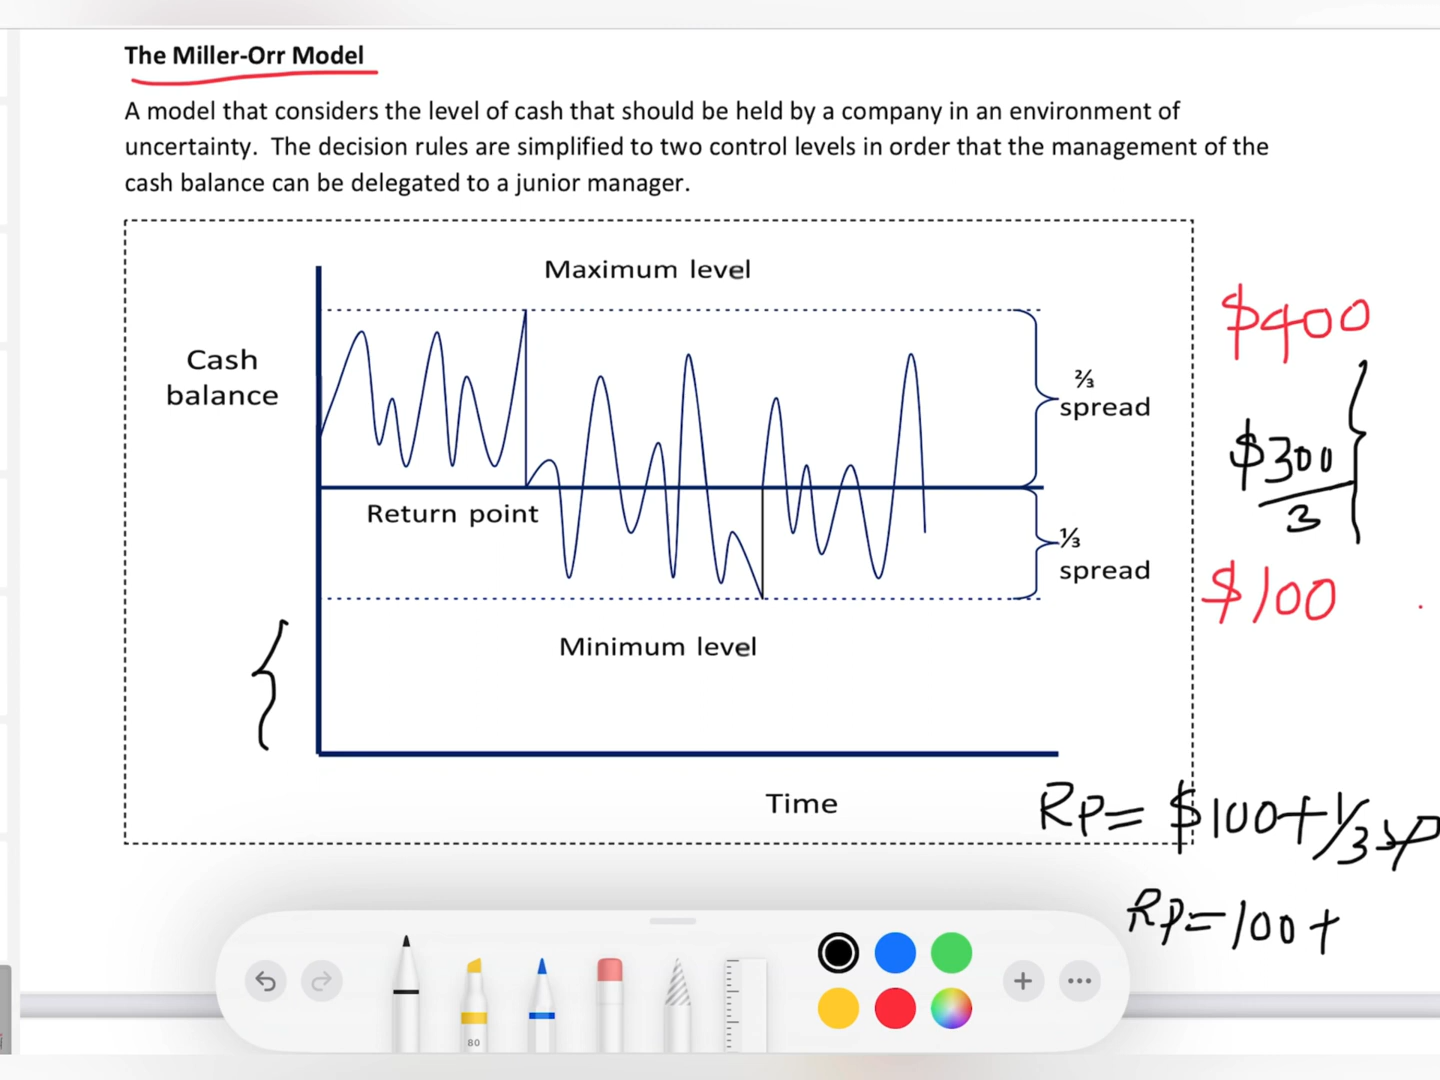 The Miller-Orr Model
A model that considers the level of cash that should be held by a company in an environment of
uncertainty. The decision rules are simplified to two control levels in order that the management of the
cash balance can be delegated to a junior manager.
Maximum level
$400
Cash
balance
⅔
spread
$300
3
Return point
⅓
spread
$100
Minimum level
Time
RP= $100+1/3 sp
RP=100+
80